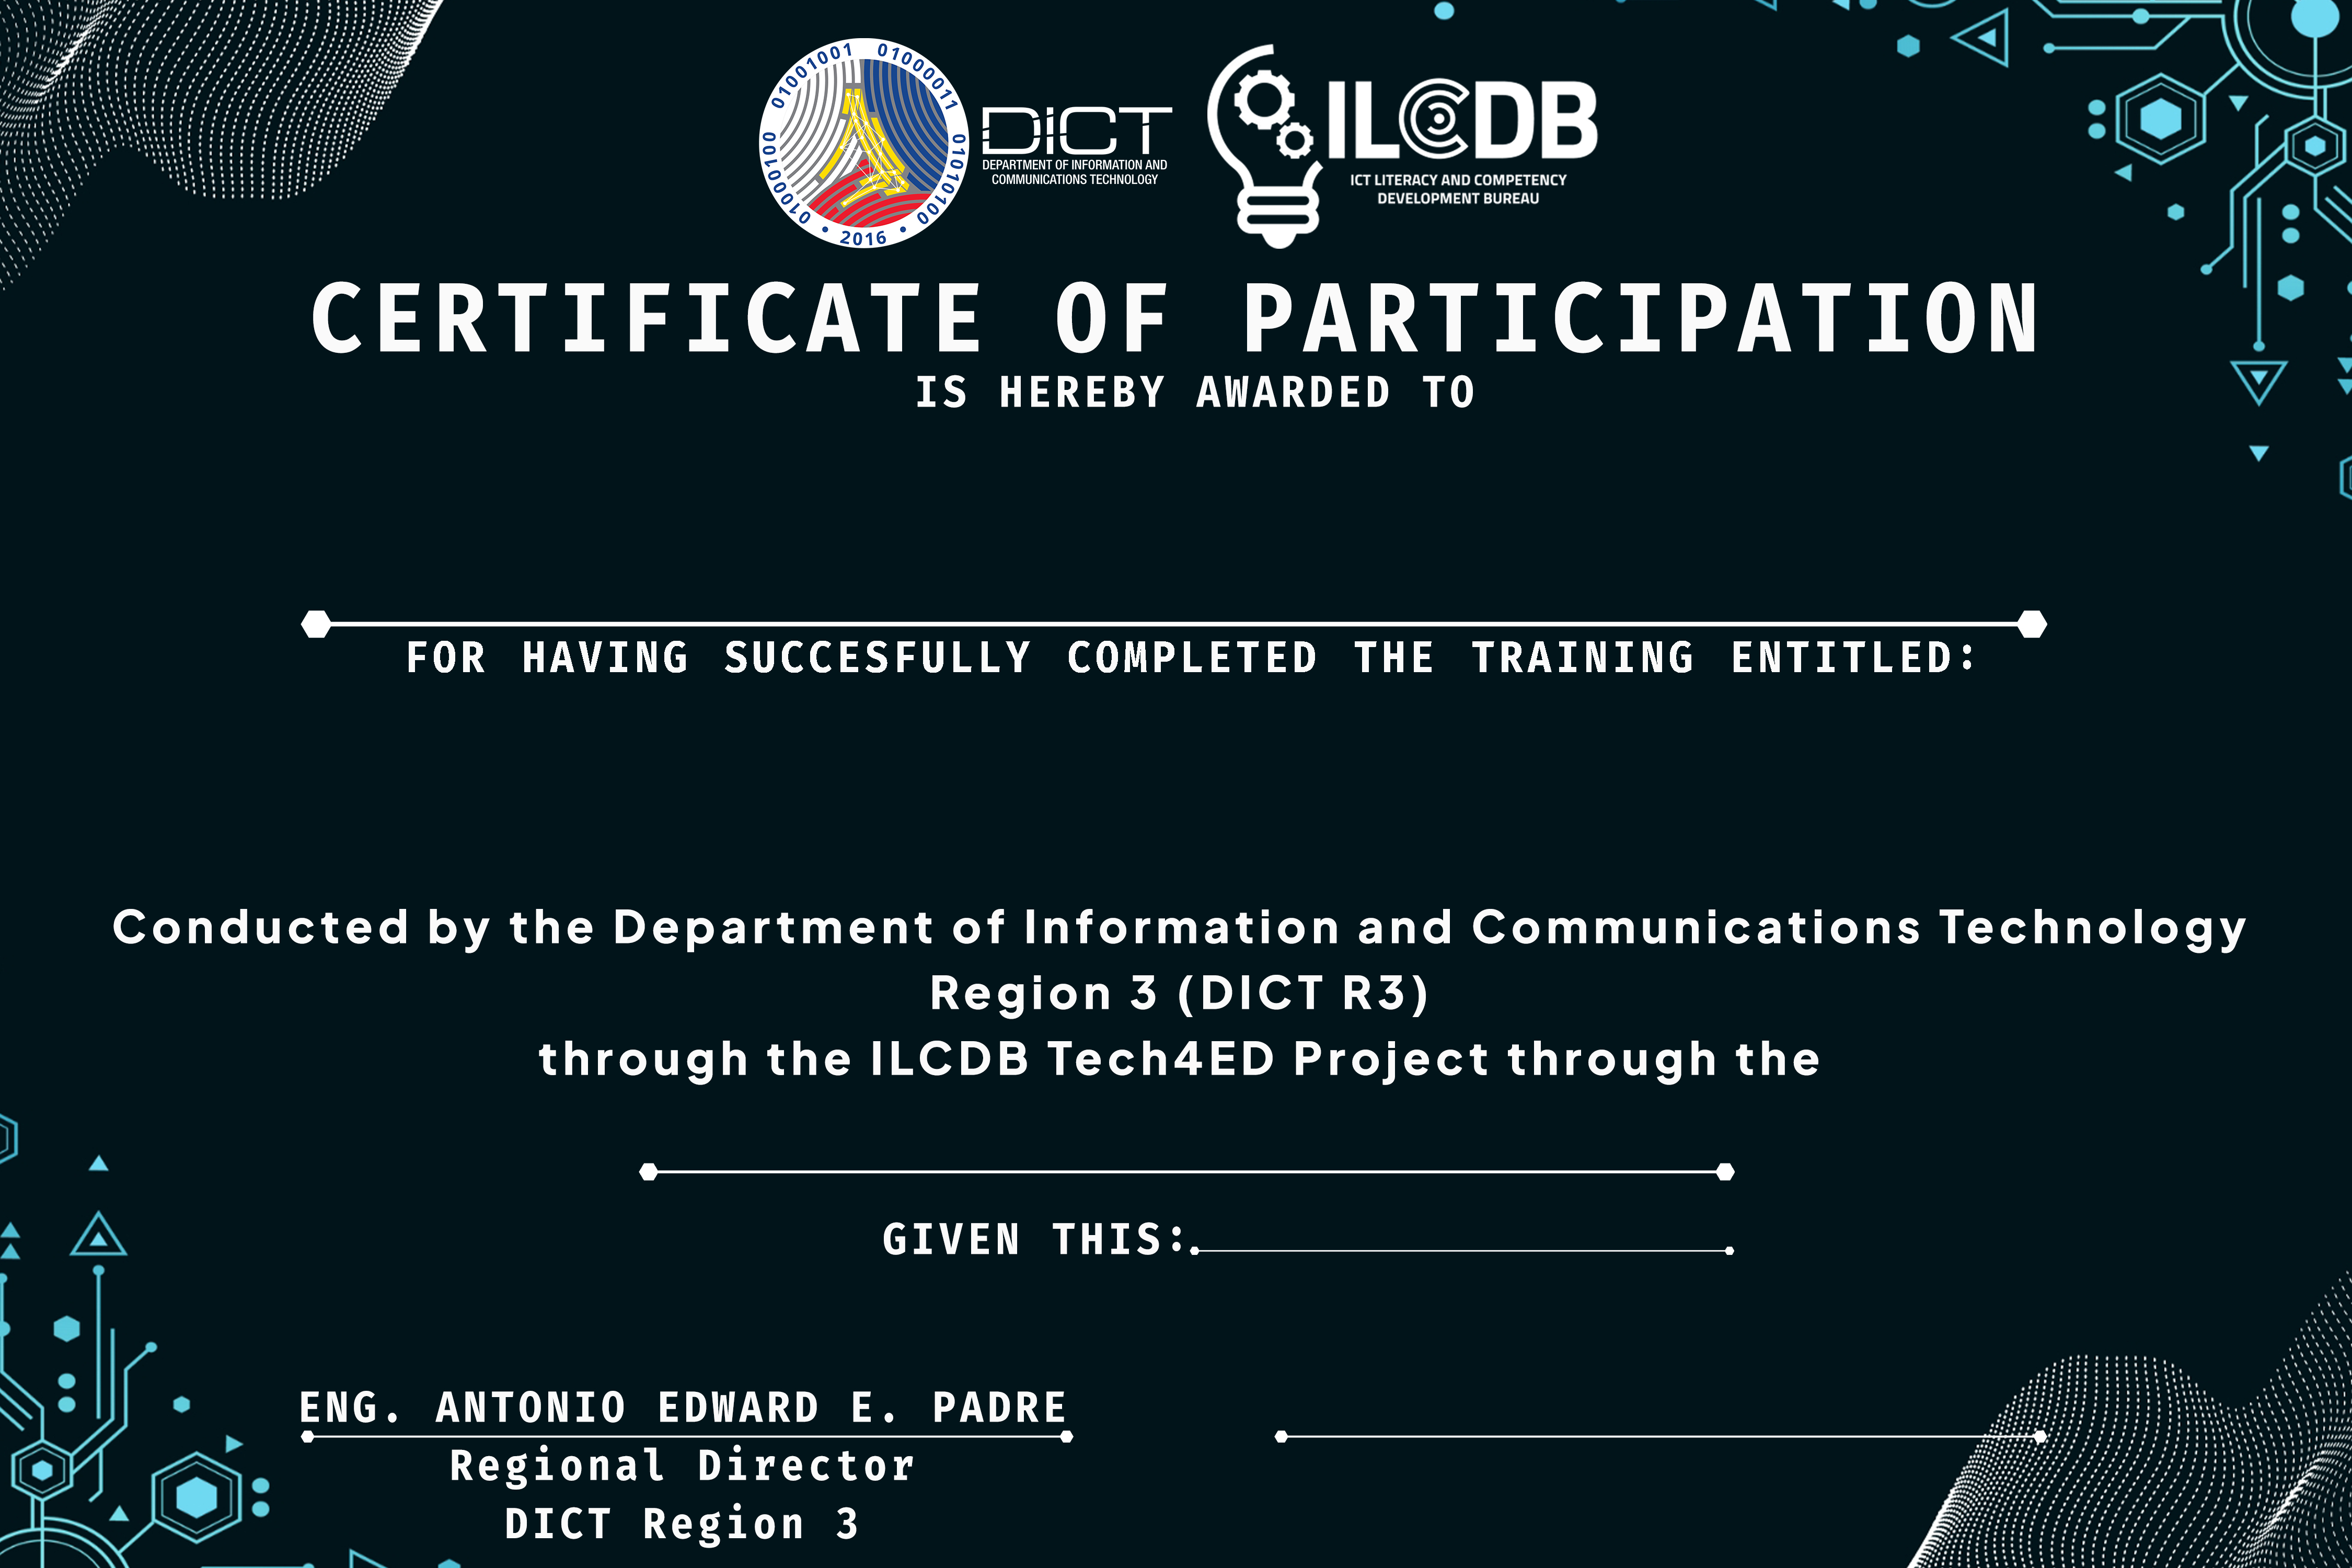 01001001 01000011
01000100 01010100
• 2016 •
DICT
DEPARTMENT OF INFORMATION AND
COMMUNICATIONS TECHNOLOGY
ILCDB
ICT LITERACY AND COMPETENCY
DEVELOPMENT BUREAU
CERTIFICATE OF PARTICIPATION
IS HEREBY AWARDED TO
FOR HAVING SUCCESFULLY COMPLETED THE TRAINING ENTITLED:
Conducted by the Department of Information and Communications Technology
Region 3 (DICT R3)
through the ILCDB Tech4ED Project through the
GIVEN THIS:
ENG. ANTONIO EDWARD E. PADRE
Regional Director
DICT Region 3